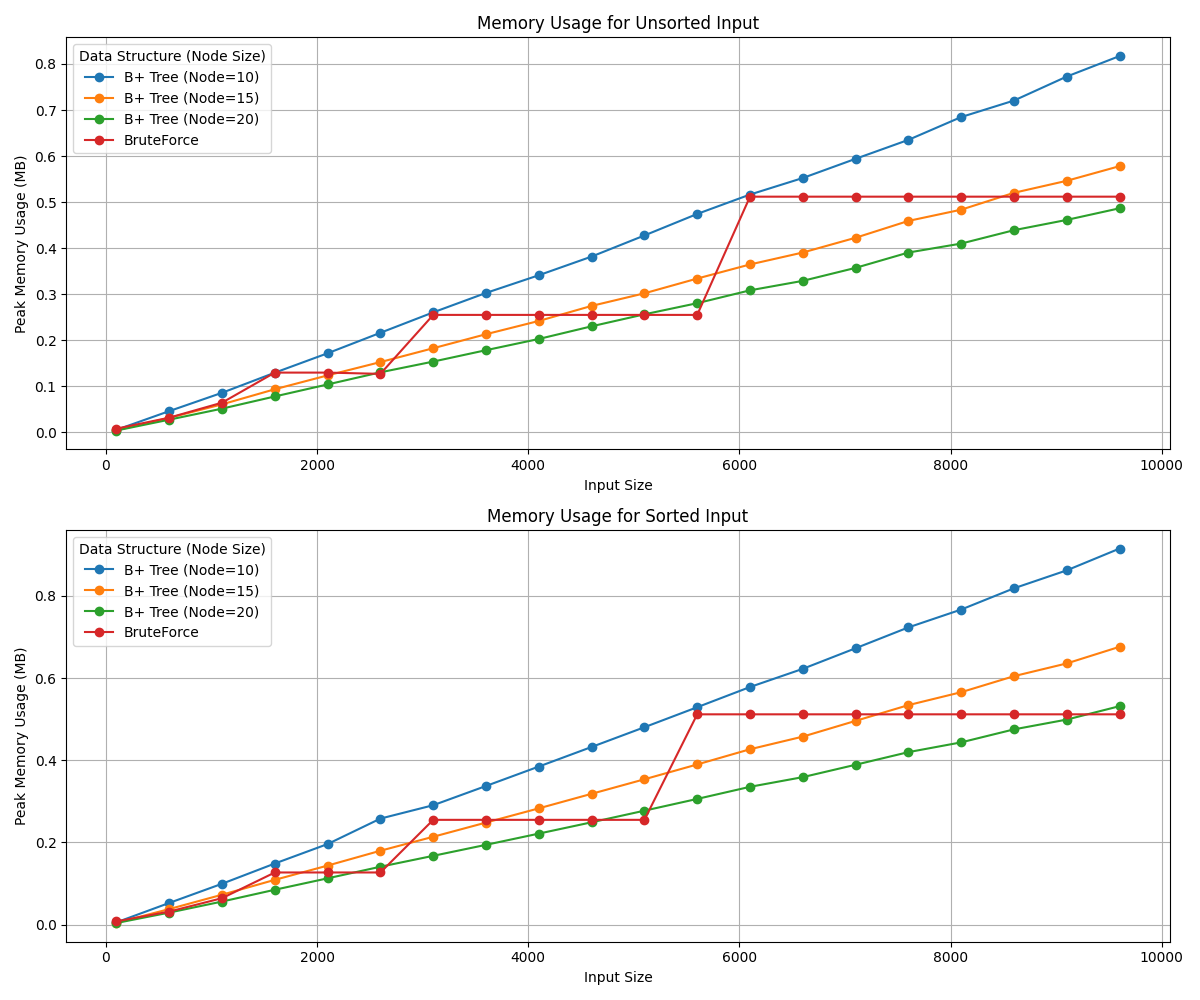 Memory Usage for Unsorted Input
Data Structure (Node Size)
B+ Tree (Node=10)
B+ Tree (Node=15)
B+ Tree (Node=20)
BruteForce
Peak Memory Usage (MB)
0.8
0.7
0.6
0.5
0.4
0.3
0.2
0.1
0.0
0 2000 4000 6000 8000 10000
Input Size
Memory Usage for Sorted Input
Data Structure (Node Size)
B+ Tree (Node=10)
B+ Tree (Node=15)
B+ Tree (Node=20)
BruteForce
Peak Memory Usage (MB)
0.8
0.6
0.4
0.2
0.0
0 2000 4000 6000 8000 10000
Input Size